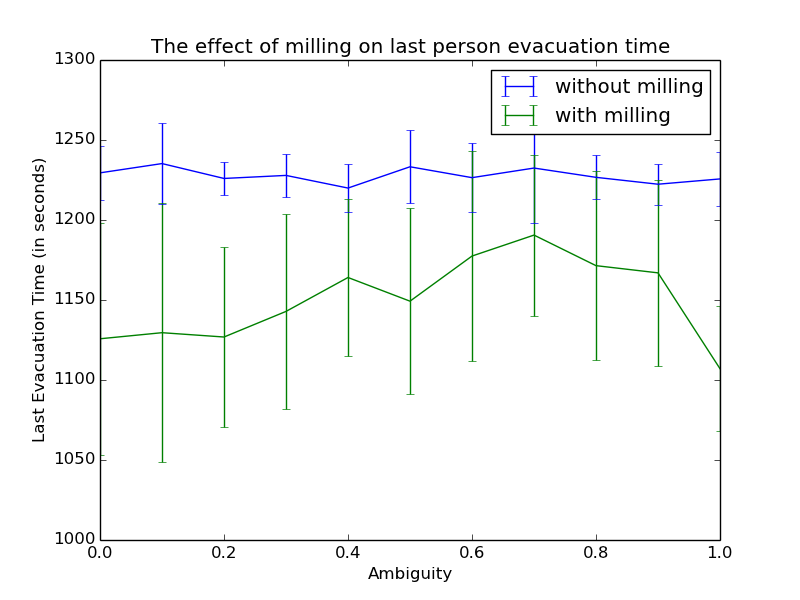 The effect of milling on last person evacuation time
without milling
with milling
1300
1250
1200
1150
1100
1050
1000
Last Evacuation Time (in seconds)
0.0 0.2 0.4 0.6 0.8 1.0
Ambiguity